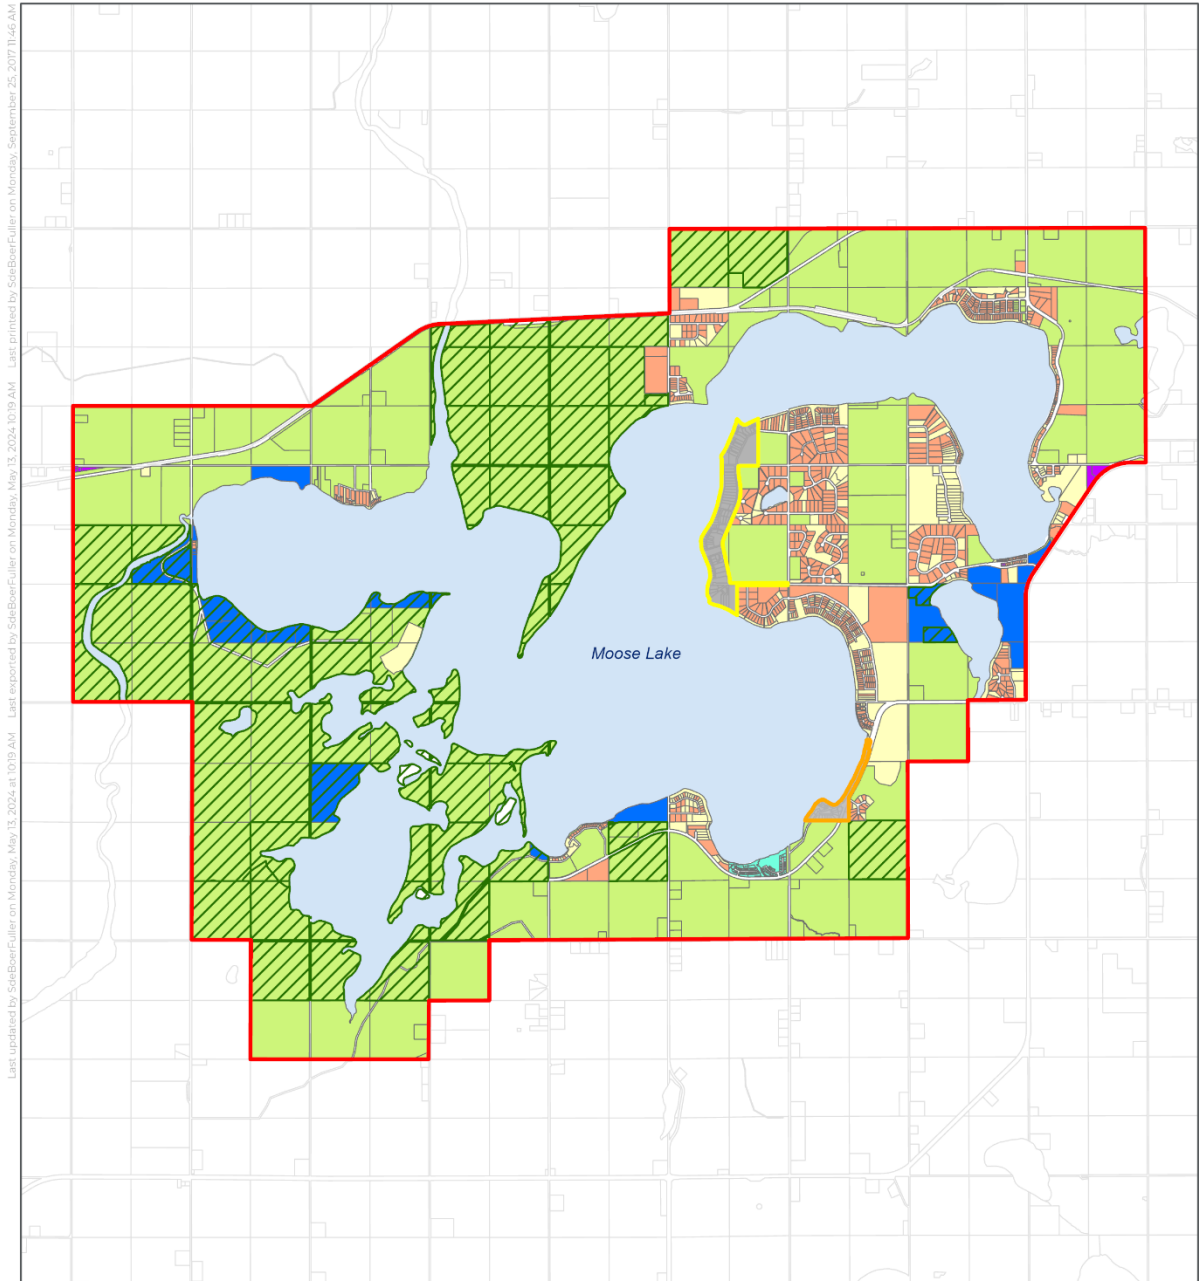 Last updated by SdeBoerFuller on Monday, May 13, 2024 at 10:19 AM Last exported by SdeBoerFuller on Monday, May 13, 2024 10:19 AM Last printed by SdeBoerFuller on Monday, September 25, 2017 11:46 AM
Moose Lake